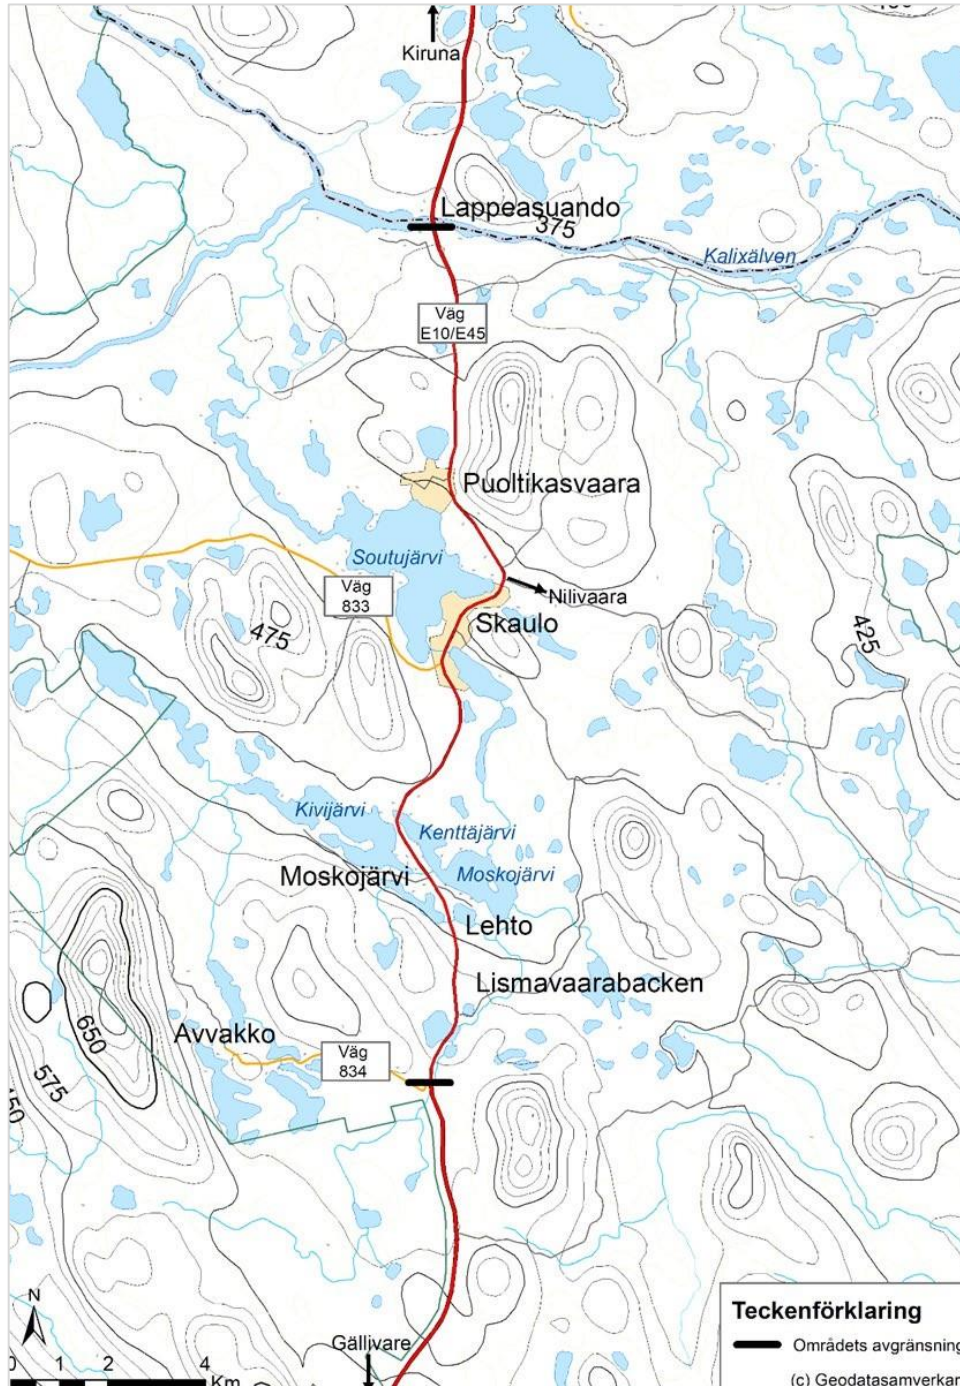 Kiruna
Lappeasuando
375
Kalixälven
Väg
E10/E45
Puoltikasvaara
Soutujärvi
Väg
833
Nilivaara
Skaulo
475
425
Kivijärvi
Kenttäjärvi
Moskojärvi
Moskojärvi
Lehto
Lismavaarabacken
Avvakko
650
Väg
834
575
N
Gällivare
0 1 2 4
Km
Teckenförklaring
Områdets avgränsning
(c) Geodatasamverkan